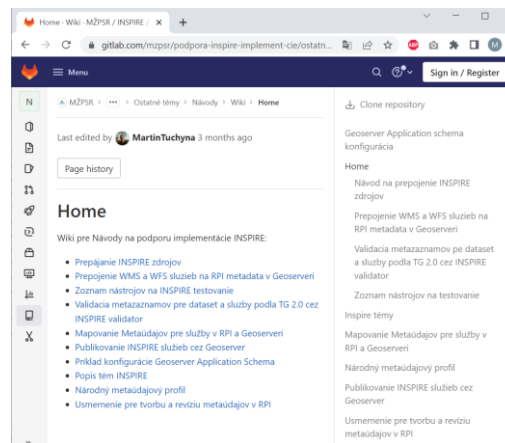 Home · Wiki · MŽPSR / INSPIRE /
gitlab.com/mzpsr/podpora-inspire-implement-cie/ostatn...
M
Menu
Sign in / Register
N
MŽPSR > ••• > Ostatné témy > Návody > Wiki > Home
Last edited by MartinTuchyna 3 months ago
Page history
Home
Wiki pre Návody na podporu implementácie INSPIRE:
Prepájanie INSPIRE zdrojov
Prepojenie WMS a WFS sluzieb na RPI metadata v Geoserveri
Zoznam nástrojov na INSPIRE testovanie
Validacia metazaznamov pre dataset a sluzby podľa TG 2.0 cez
INSPIRE validator
Mapovanie Metaúdajov pre služby v RPI a Geoserveri
Publikovanie INSPIRE služieb cez Geoserver
Príklad konfigurácie Geoserver Application Schema
Popis tém INSPIRE
Národný metaúdajový profil
Usmernenie pre tvorbu a revíziu metaúdajov v RPI
Clone repository
Geoserver Application schema
konfigurácia
Home
Návod na prepojenie INSPIRE
zdrojov
Prepojenie WMS a WFS sluzieb na
RPI metadata v Geoserveri
Validacia metazaznamov pe dataset
a sluzby podla TG 2.0 cez INSPIRE
validator
Zoznam nástrojov na testovanie
Inspire témy
Mapovanie Metaúdajov pre služby v
RPI a Geoserveri
Národný metaúdajový profil
Publikovanie INSPIRE služieb cez
Geoserver
Usmernenie pre tvorbu a revíziu
metaúdajov v RPI